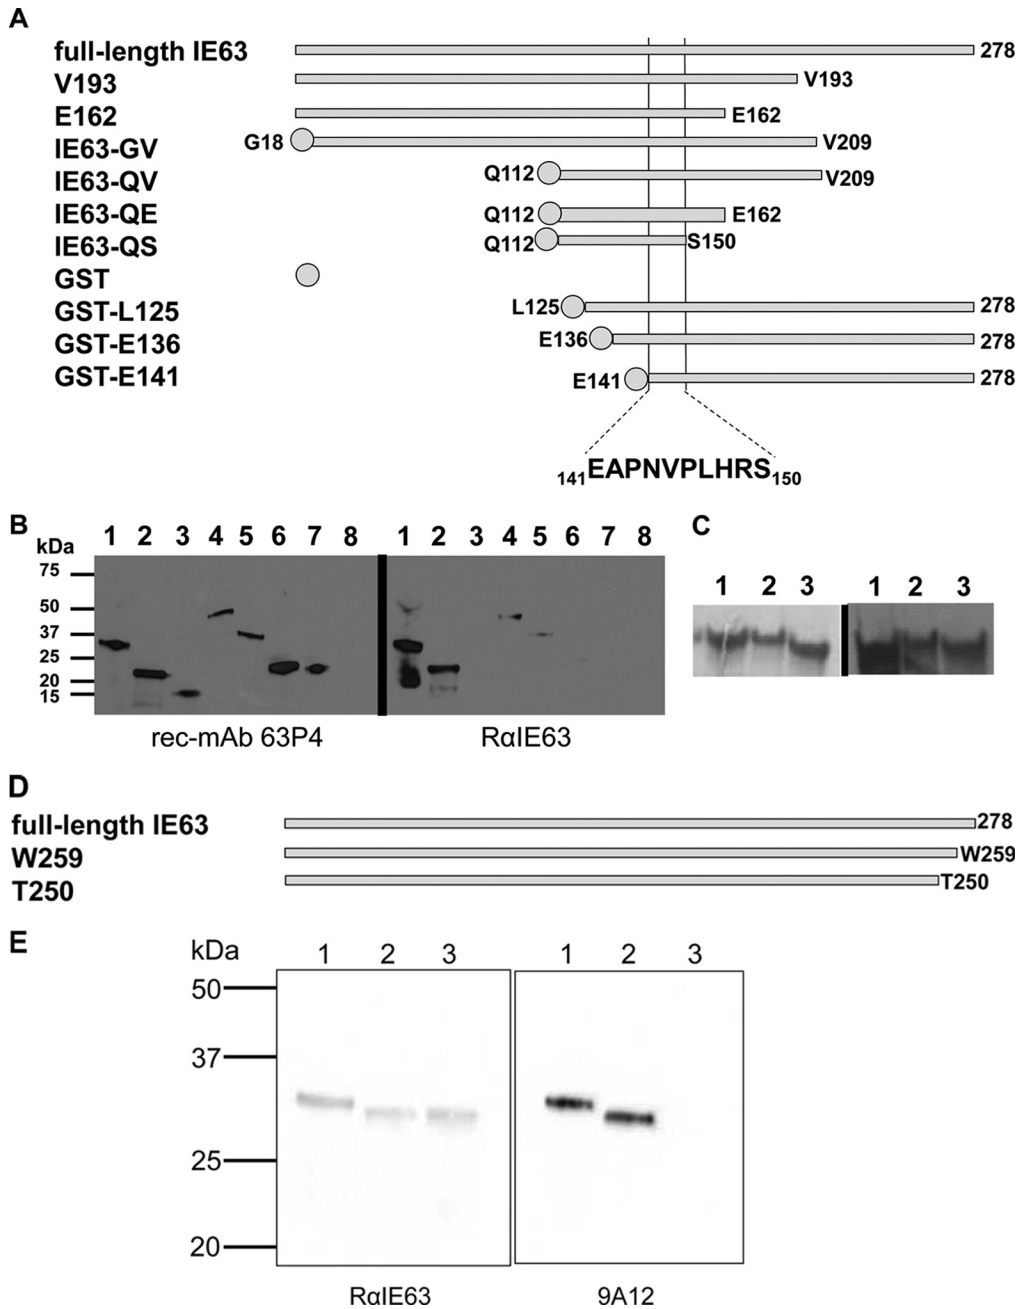 A
full-length IE63 278
V193 V193
E162 E162
IE63-GV G18 V209
IE63-QV Q112 V209
IE63-QE Q112 E162
IE63-QS Q112 S150
GST
GST-L125 L125 278
GST-E136 E136 278
GST-E141 E141 278
141EAPNVPLHRS150
B
kDa 1 2 3 4 5 6 7 8 1 2 3 4 5 6 7 8
75
50
37
25
20
15
rec-mAb 63P4 RαIE63
C
1 2 3 1 2 3
D
full-length IE63 278
W259 W259
T250 T250
E
kDa 1 2 3 1 2 3
50
37
25
20
RαIE63 9A12